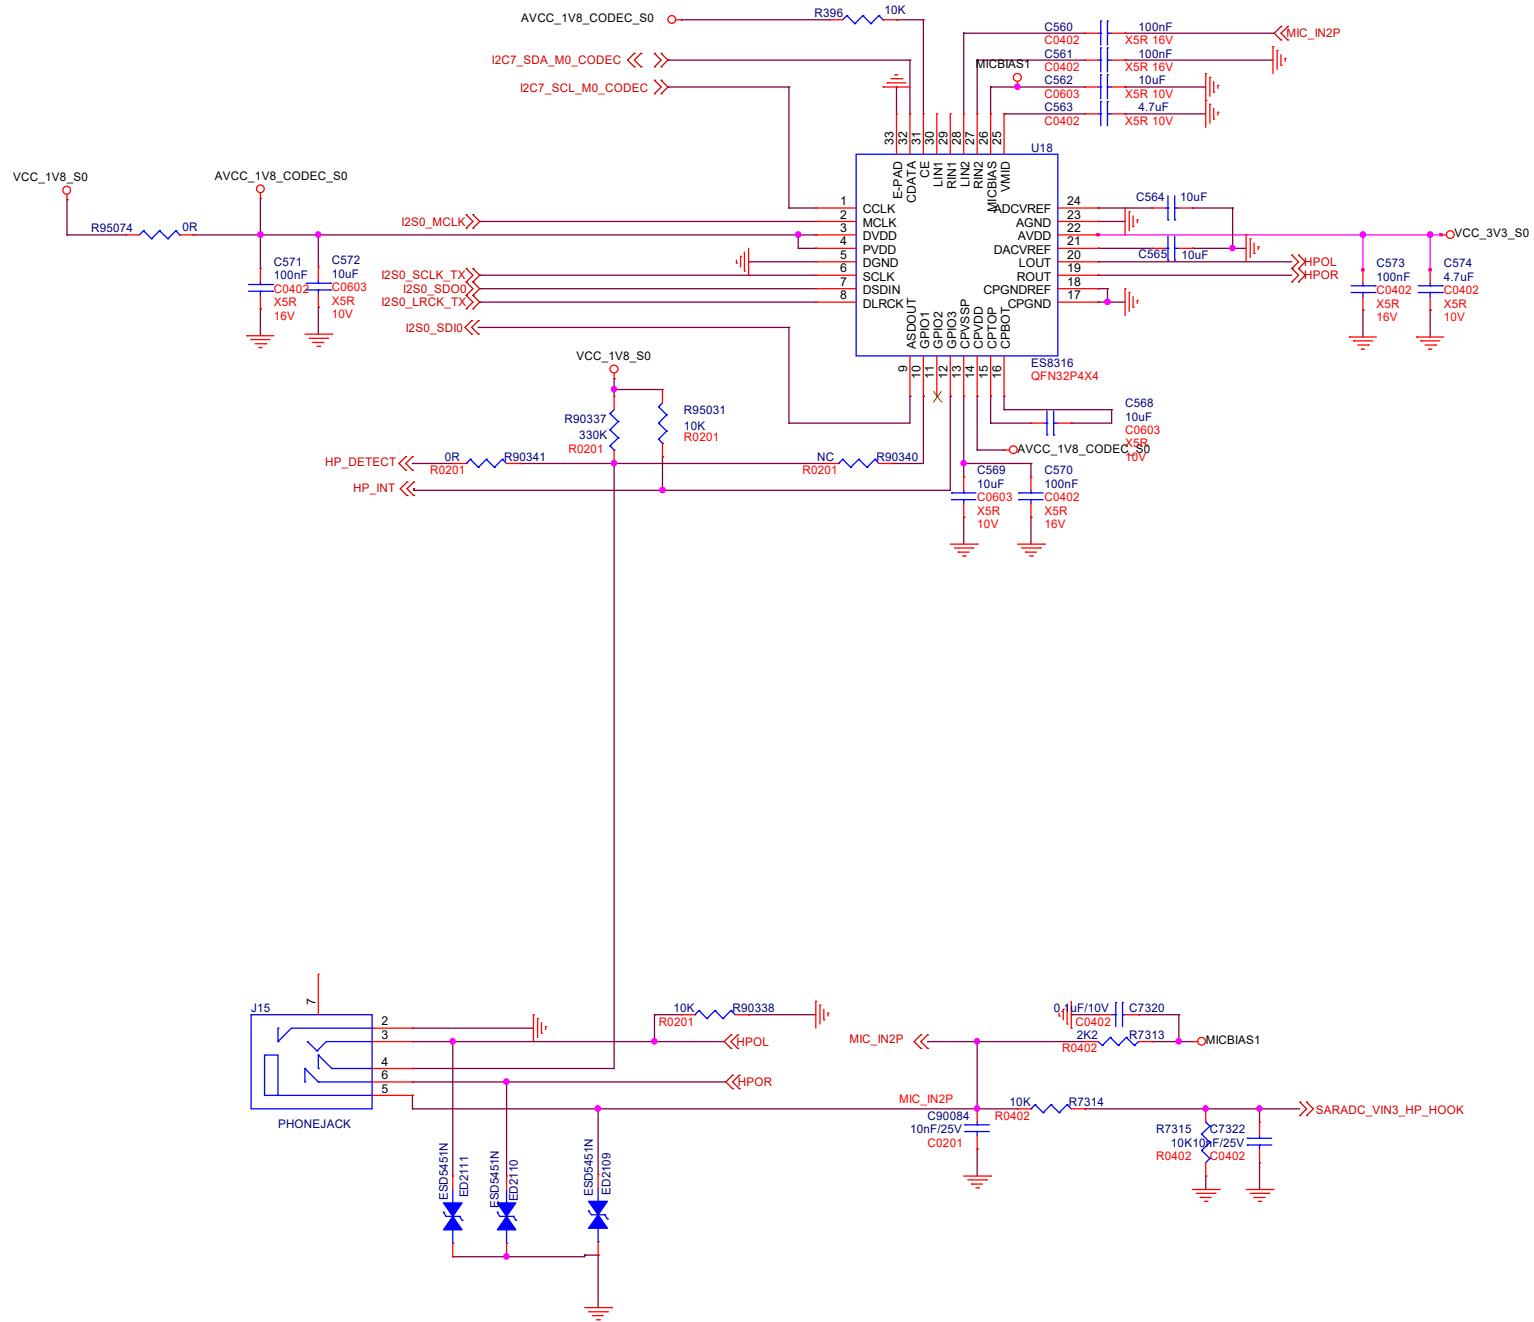 AVCC_1V8_CODEC_S0
R396
10K
I2C7_SDA_M0_CODEC
I2C7_SCL_M0_CODEC
C560
C0402
100nF
X5R 16V
MIC_IN2P
C561
C0402
100nF
X5R 16V
MICBIAS1
C562
C0603
10uF
X5R 10V
C563
C0402
4.7uF
X5R 10V
33
32
31
30
29
28
27
26
25
U18
E-PAD
CDATA
CE
LIN1
RIN1
LIN2
RIN2
MICBIAS
VMID
VCC_1V8_S0
AVCC_1V8_CODEC_S0
R95074
0R
C571
100nF
C0402
X5R
16V
C572
10uF
C0603
X5R
10V
I2S0_MCLK
I2S0_SCLK_TX
I2S0_SDO0
I2S0_LRCK_TX
I2S0_SDI0
1
2
3
4
5
6
7
8
CCLK
MCLK
DVDD
PVDD
DGND
SCLK
DSDIN
DLRCK
ADCVREF
AGND
AVDD
DACVREF
LOUT
ROUT
CPGNDREF
CPGND
24
23
22
21
20
19
18
17
C564
10uF
C565
10uF
VCC_3V3_S0
HPOL
HPOR
C573
100nF
C0402
X5R
16V
C574
4.7uF
C0402
X5R
10V
ASDOUT
GPIO1
GPIO2
GPIO3
CPVSSP
CPVDD
CPTOP
CPBOT
9
10
11
12
13
14
15
16
ES8316
QFN32P4X4
VCC_1V8_S0
R90337
330K
R0201
R95031
10K
R0201
C568
10uF
C0603
X5R
10V
AVCC_1V8_CODEC_S0
HP_DETECT
0R
R0201
R90341
NC
R0201
R90340
HP_INT
C569
10uF
C0603
X5R
10V
C570
100nF
C0402
X5R
16V
J15
7
2
3
4
6
5
PHONEJACK
10K
R0201
R90338
HPOL
HPOR
MIC_IN2P
0.1uF/10V
C0402
C7320
2K2
R0402
R7313
MICBIAS1
MIC_IN2P
C90084
10nF/25V
C0201
10K
R0402
R7314
SARADC_VIN3_HP_HOOK
R7315
10K
R0402
C7322
10nF/25V
C0402
ESD5451N
ED2111
ESD5451N
ED2110
ESD5451N
ED2109